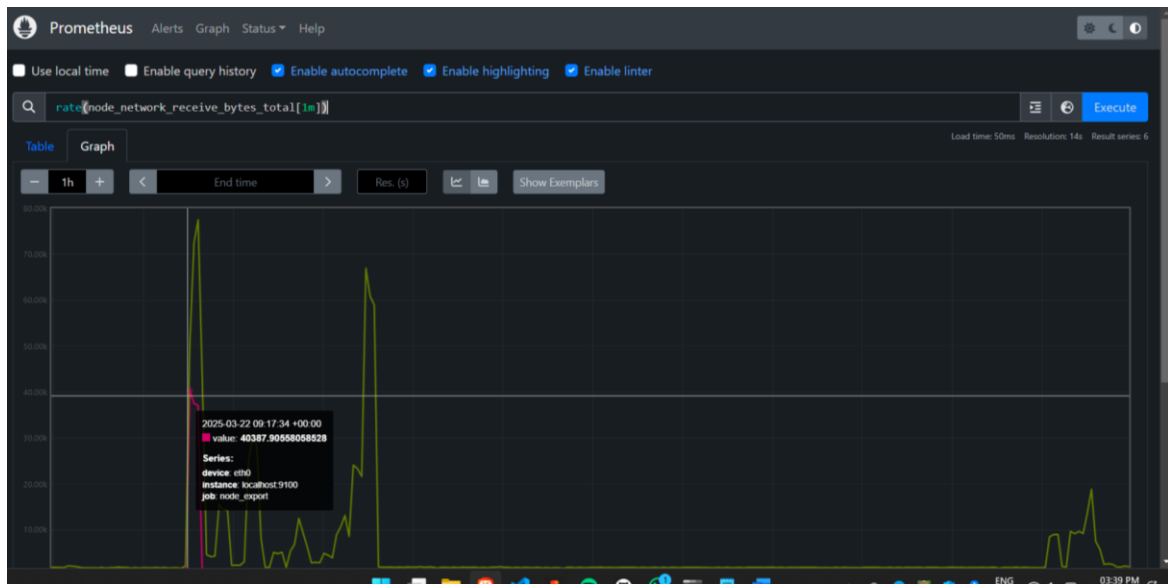 Prometheus Alerts Graph Status Help
Use local time Enable query history Enable autocomplete Enable highlighting Enable linter
rate(node_network_receive_bytes_total[1m]) Execute
Table Graph Load time: 50ms Resolution: 14s Result series: 6
− 1h + End time Res. (s) Show Exemplars
80.00k
70.00k
60.00k
50.00k
40.00k
2025-03-22 09:17:34 +00:00
30.00k
value: 40387.90558058528
Series:
device: eth0
20.00k
instance: localhost:9100
job: node_export
10.00k
ENG 03:39 PM